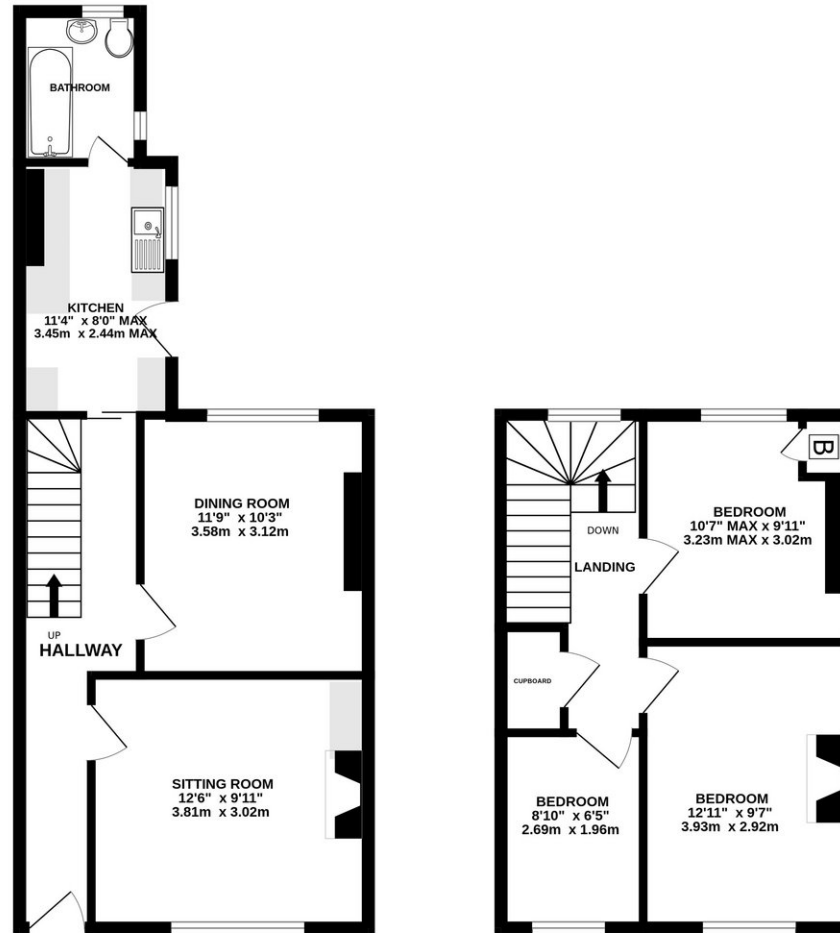 BATHROOM
KITCHEN
11'4" x 8'0" MAX
3.45m x 2.44m MAX
DINING ROOM
11'9" x 10'3"
3.58m x 3.12m
UP
HALLWAY
SITTING ROOM
12'6" x 9'11"
3.81m x 3.02m
B
BEDROOM
10'7" MAX x 9'11"
3.23m MAX x 3.02m
DOWN
LANDING
CUPBOARD
BEDROOM
8'10" x 6'5"
2.69m x 1.96m
BEDROOM
12'11" x 9'7"
3.93m x 2.92m